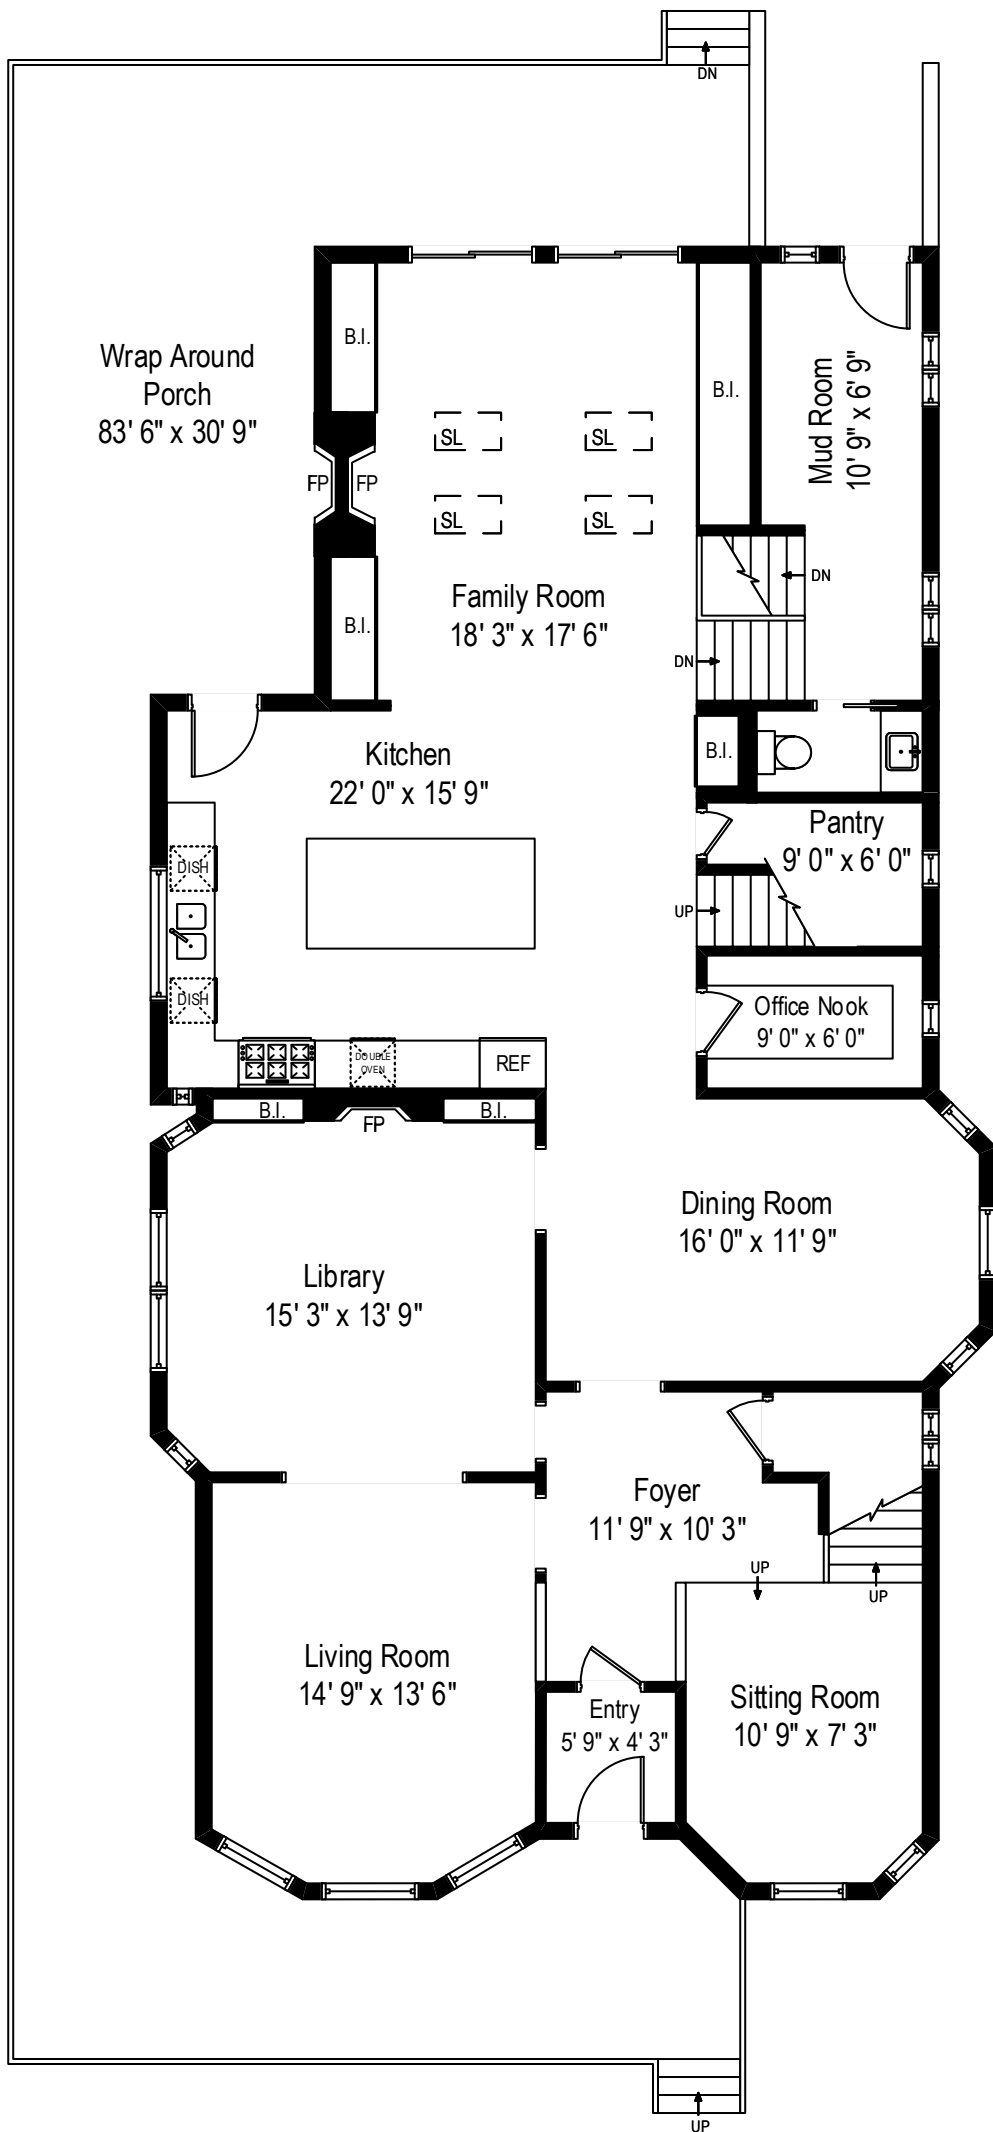 DN
Wrap Around
Porch
83' 6" x 30' 9"
B.I.
B.I.
Mud Room
10' 9" x 6' 9"
SL
SL
FP
FP
SL
SL
DN
Family Room
18' 3" x 17' 6"
B.I.
DN
Kitchen
22' 0" x 15' 9"
B.I.
Pantry
9' 0" x 6' 0"
DISH
UP
DISH
Office Nook
9' 0" x 6' 0"
DOUBLE
OVEN
REF
B.I.
FP
B.I.
Dining Room
16' 0" x 11' 9"
Library
15' 3" x 13' 9"
Foyer
11' 9" x 10' 3"
UP
UP
Living Room
14' 9" x 13' 6"
Sitting Room
10' 9" x 7' 3"
Entry
5' 9" x 4' 3"
UP